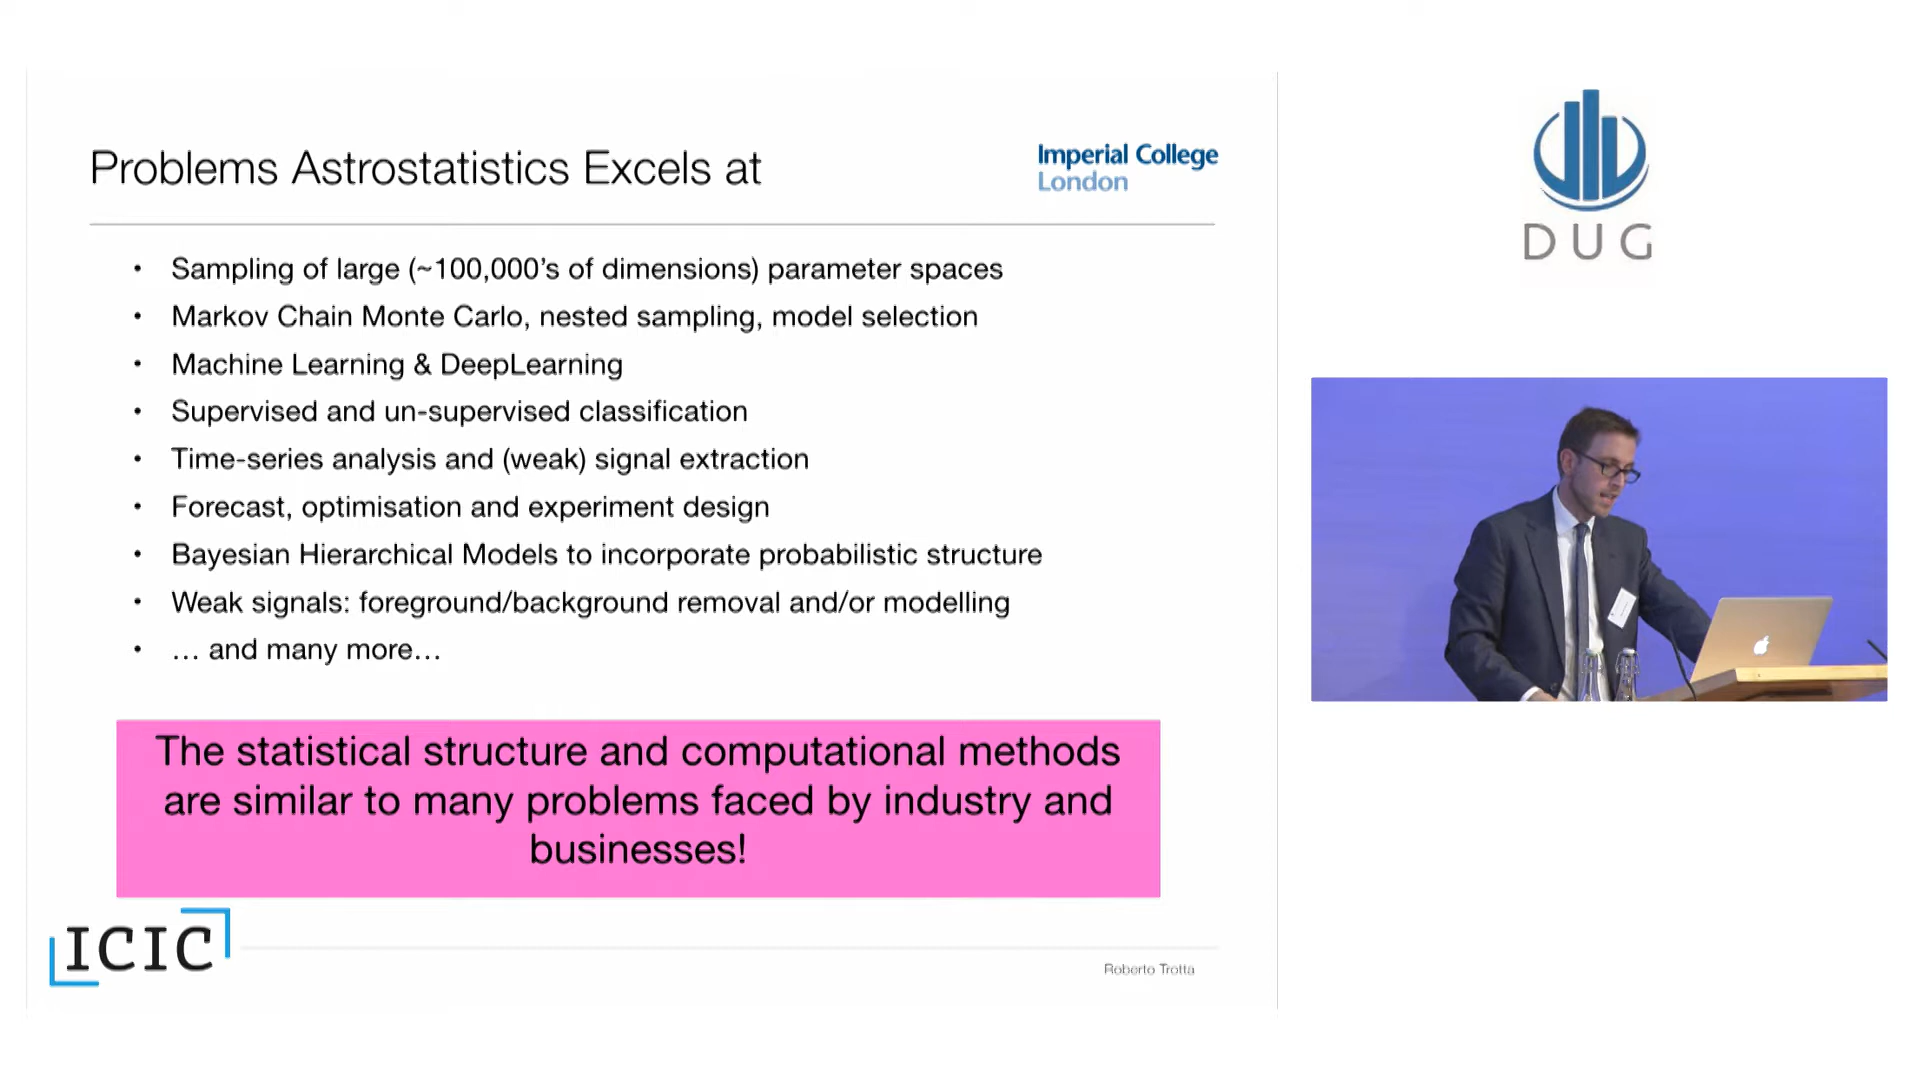 Problems Astrostatistics Excels at
Imperial College
London
• Sampling of large (~100,000’s of dimensions) parameter spaces
• Markov Chain Monte Carlo, nested sampling, model selection
• Machine Learning & DeepLearning
• Supervised and un-supervised classification
• Time-series analysis and (weak) signal extraction
• Forecast, optimisation and experiment design
• Bayesian Hierarchical Models to incorporate probabilistic structure
• Weak signals: foreground/background removal and/or modelling
• … and many more…
The statistical structure and computational methods
are similar to many problems faced by industry and
businesses!
ICIC
Roberto Trotta
DUG